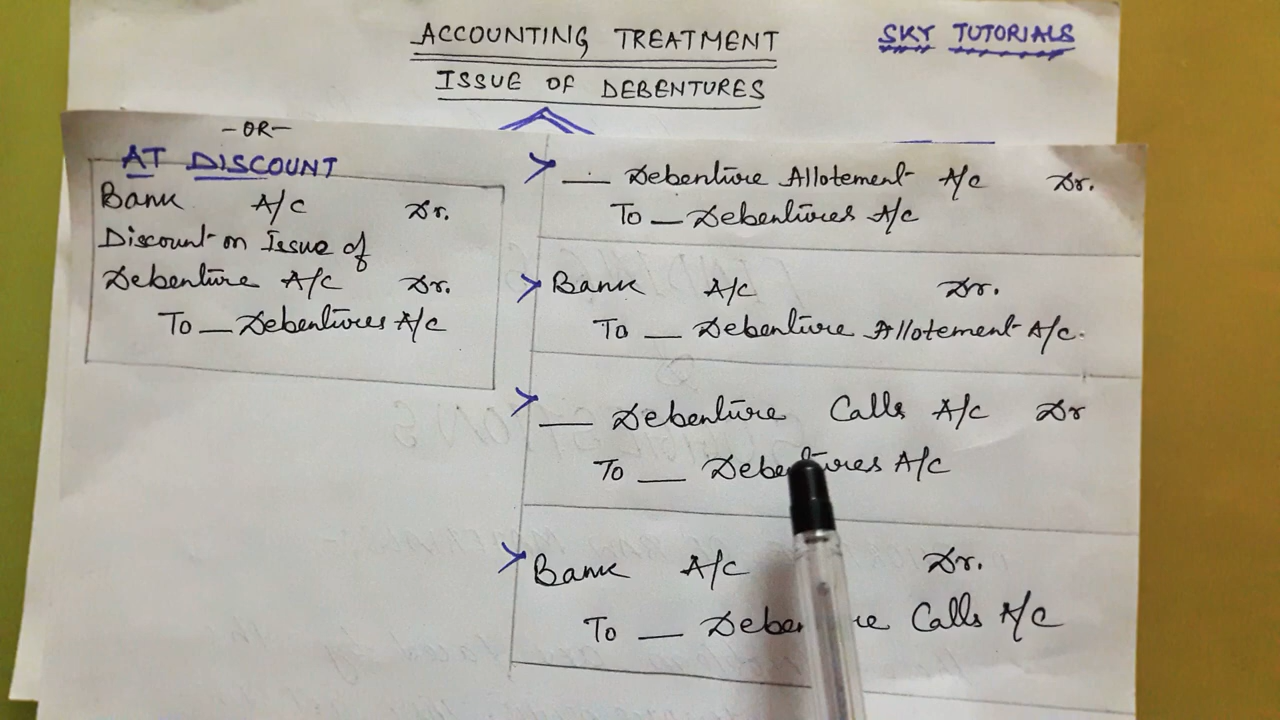 ACCOUNTING TREATMENT
SKY TUTORIALS
ISSUE OF DEBENTURES
-OR-
AT DISCOUNT
Bank A/c Dr.
Discount on Issue of
Debenture A/c Dr.
To __ Debentures A/c
__ Debenture Allotement A/c Dr.
To __ Debentures A/c
Bank A/c Dr.
To __ Debenture Allotement A/c.
__ Debenture Calls A/c Dr
To __ Debentures A/c
Bank A/c Dr.
To __ Debenture Calls A/c